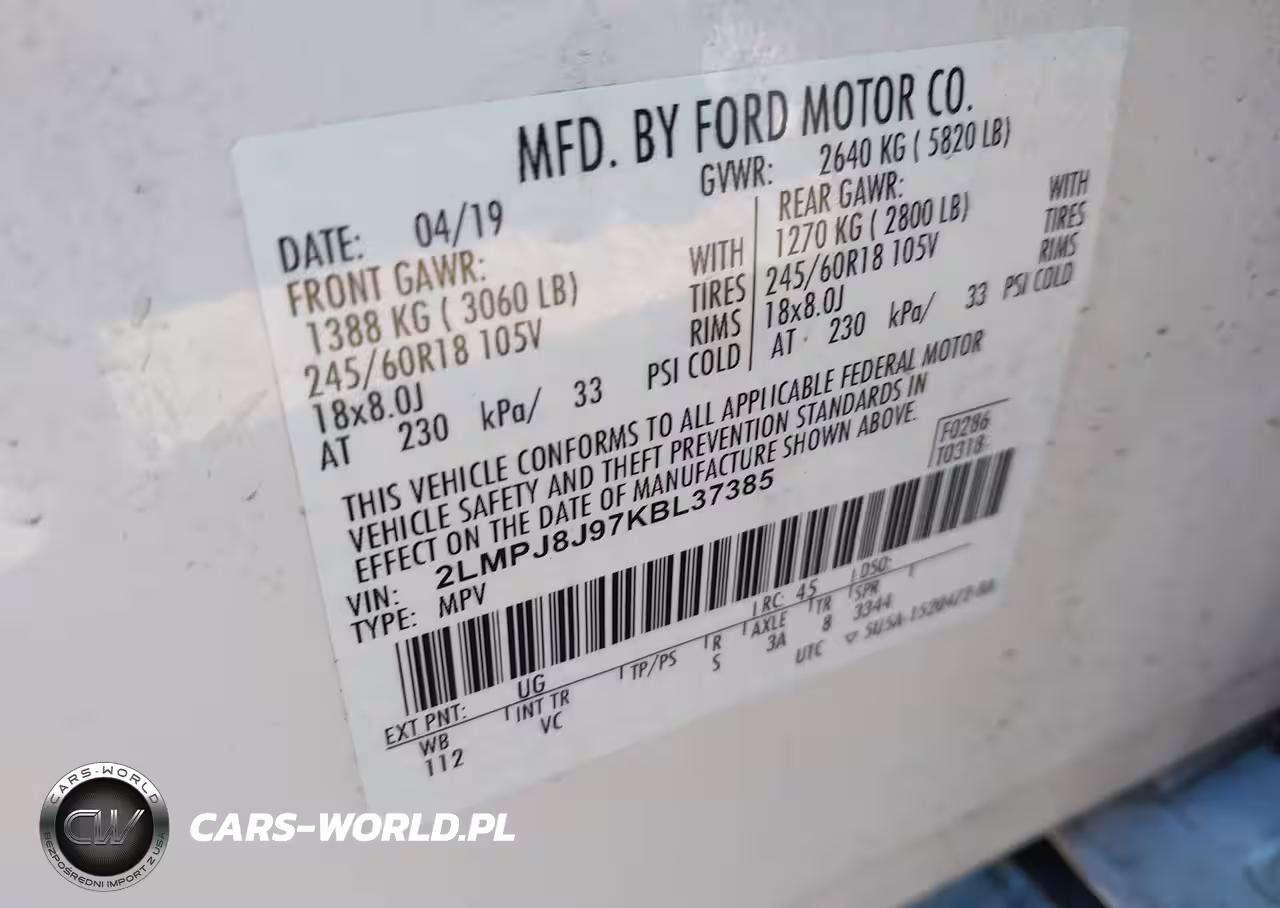 MFD. BY FORD MOTOR CO.
DATE: 04/19 GVWR: 2640 KG ( 5820 LB)
FRONT GAWR: REAR GAWR:
1388 KG ( 3060 LB) WITH 1270 KG ( 2800 LB) WITH
245/60R18 105V TIRES 245/60R18 105V TIRES
18x8.0J RIMS 18x8.0J RIMS
AT 230 kPa/ 33 PSI COLD AT 230 kPa/ 33 PSI COLD
THIS VEHICLE CONFORMS TO ALL APPLICABLE FEDERAL MOTOR
VEHICLE SAFETY AND THEFT PREVENTION STANDARDS IN
EFFECT ON THE DATE OF MANUFACTURE SHOWN ABOVE.
F0286
T0318
VIN: 2LMPJ8J97KBL37385
TYPE: MPV
EXT PNT: UG RC: 45 DSO:
WB INT TR TP/PS R AXLE TR SPR
112 VC S 3A 8 3344
UTC
CARS-WORLD
CW
BEZPOŚREDNI IMPORT Z USA
CARS-WORLD.PL